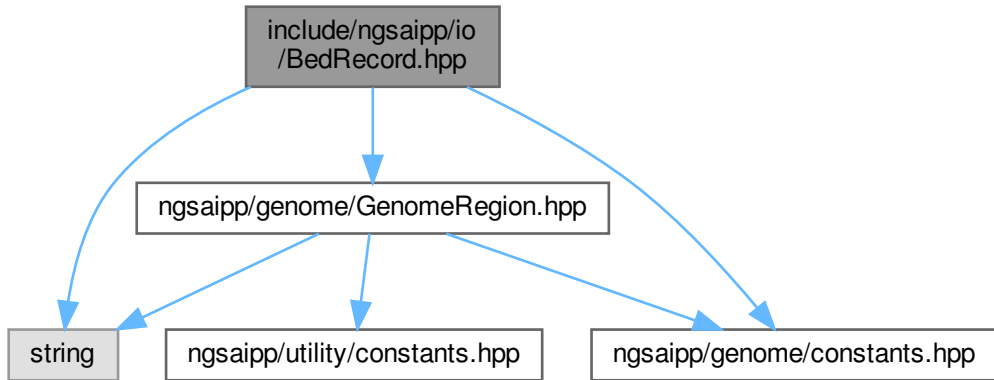 include/ngsaipp/io
/BedRecord.hpp
ngsaipp/genome/GenomeRegion.hpp
string
ngsaipp/utility/constants.hpp
ngsaipp/genome/constants.hpp